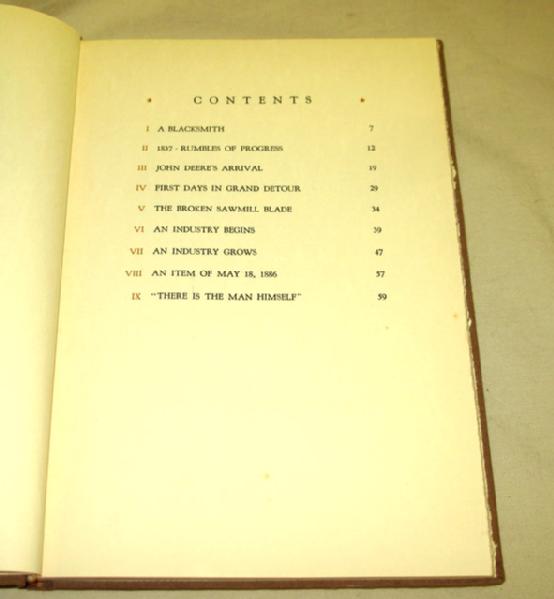 CONTENTS
I A BLACKSMITH 7
II 1837 - RUMBLES OF PROGRESS 12
III JOHN DEERE'S ARRIVAL 19
IV FIRST DAYS IN GRAND DETOUR 29
V THE BROKEN SAWMILL BLADE 34
VI AN INDUSTRY BEGINS 39
VII AN INDUSTRY GROWS 47
VIII AN ITEM OF MAY 18, 1886 57
IX "THERE IS THE MAN HIMSELF" 59